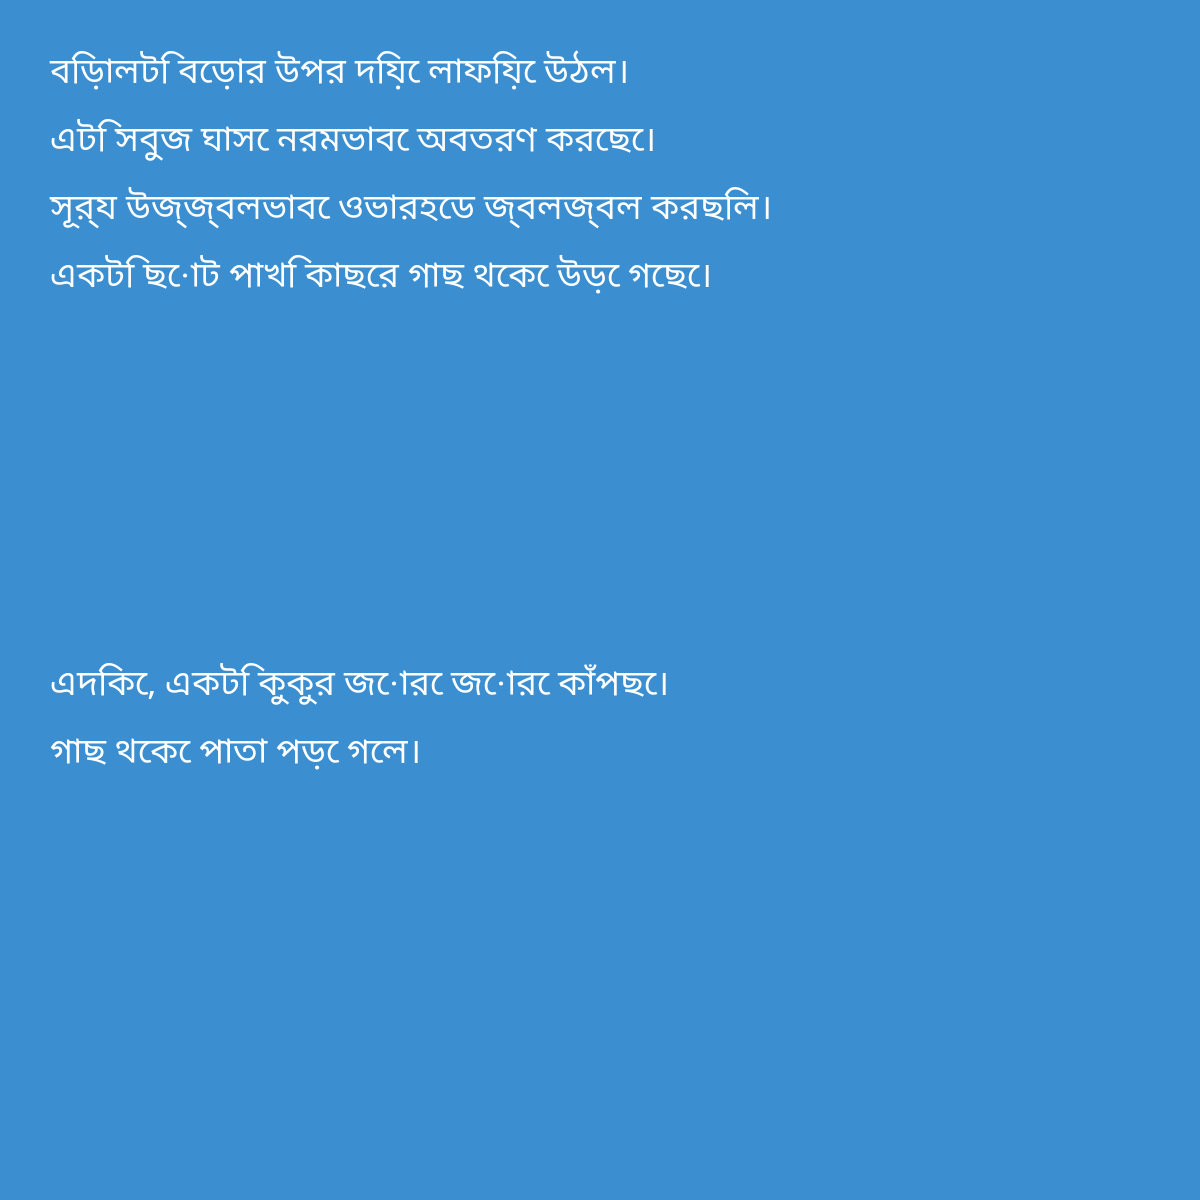 বিড়ালটি বেড়ার উপর দিয়ে লাফিয়ে উঠল।
এটি সবুজ ঘাসে নরমভাবে অবতরণ করেছে।
সূর্য উজ্জ্বলভাবে ওভারহেড জ্বলজ্বল করছিল।
একটি ছোট পাখি কাছের গাছ থেকে উড়ে গেছে।
এদিকে, একটি কুকুর জোরে জোরে কাঁপছে।
গাছ থেকে পাতা পড়ে গেল।